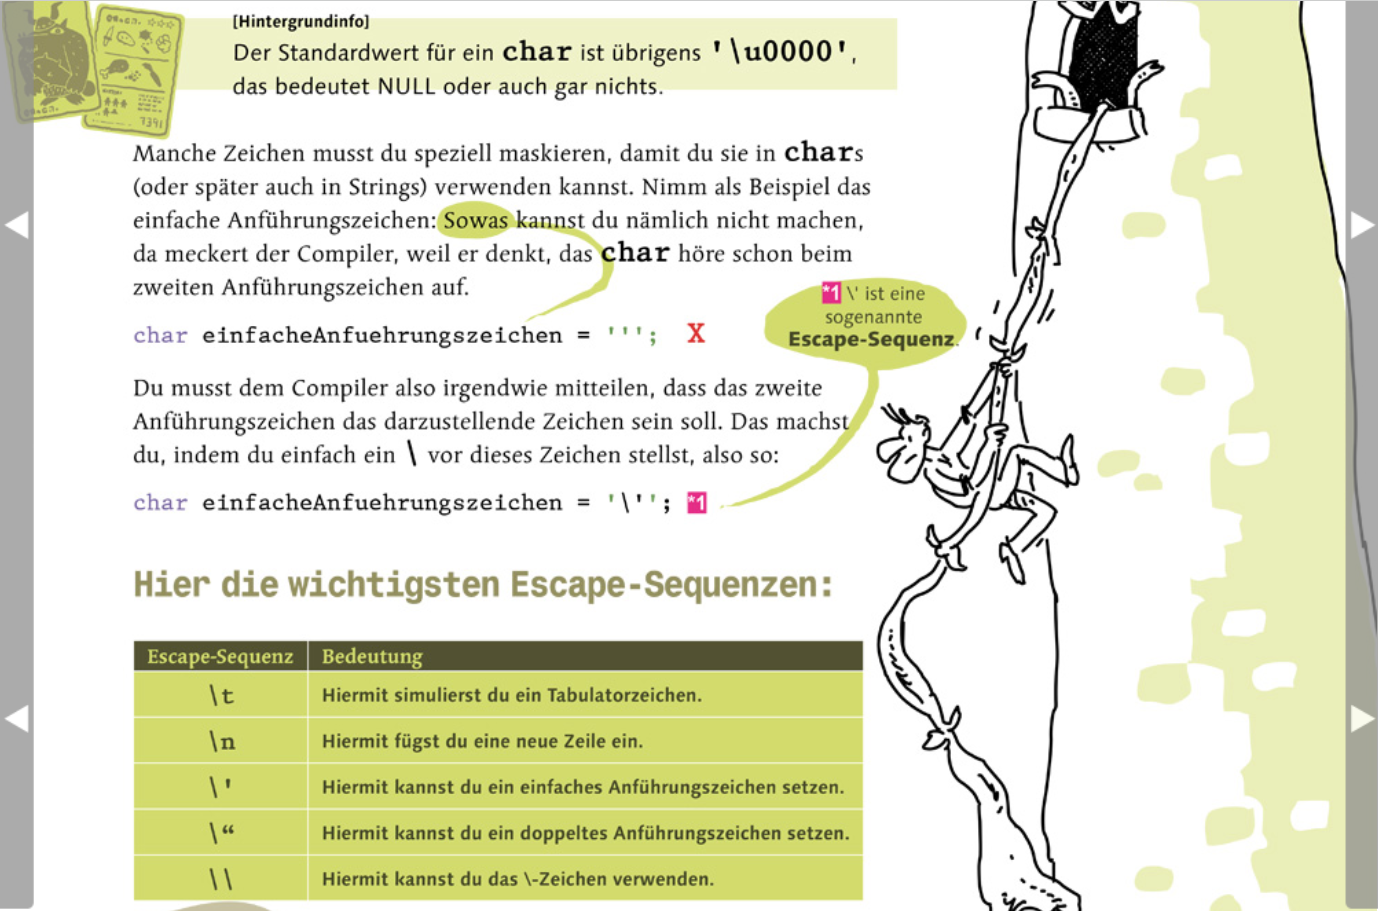 [Hintergrundinfo]
Der Standardwert für ein char ist übrigens '\u0000',
das bedeutet NULL oder auch gar nichts.
7391
Manche Zeichen musst du speziell maskieren, damit du sie in chars
(oder später auch in Strings) verwenden kannst. Nimm als Beispiel das
einfache Anführungszeichen: Sowas kannst du nämlich nicht machen,
da meckert der Compiler, weil er denkt, das char höre schon beim
zweiten Anführungszeichen auf.
char einfacheAnfuehrungszeichen = '''; X
*1 \' ist eine
sogenannte
Escape-Sequenz.
Du musst dem Compiler also irgendwie mitteilen, dass das zweite
Anführungszeichen das darzustellende Zeichen sein soll. Das machst
du, indem du einfach ein \ vor dieses Zeichen stellst, also so:
char einfacheAnfuehrungszeichen = '\''; *1
Hier die wichtigsten Escape-Sequenzen:
Escape-Sequenz Bedeutung
\t Hiermit simulierst du ein Tabulatorzeichen.
\n Hiermit fügst du eine neue Zeile ein.
\' Hiermit kannst du ein einfaches Anführungszeichen setzen.
\“ Hiermit kannst du ein doppeltes Anführungszeichen setzen.
\\ Hiermit kannst du das \-Zeichen verwenden.